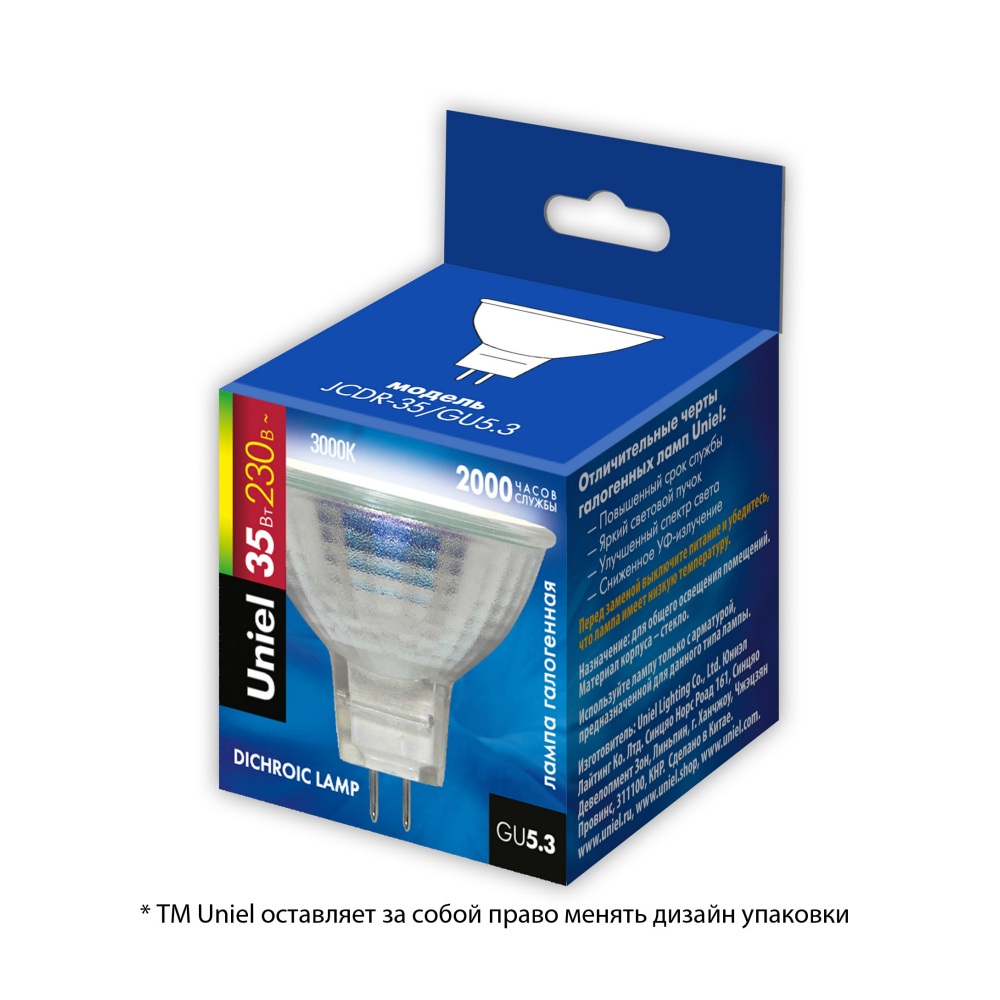 модель
JCDR-35/GU5.3
3000K
2000 ЧАСОВ СЛУЖБЫ
Uniel 35 Вт 230 В ~
лампа галогенная
DICHROIC LAMP
GU5.3
Отличительные черты
галогенных ламп Uniel:
– Повышенный срок службы
– Яркий световой пучок
– Улучшенный спектр света
– Сниженное УФ-излучение
Перед заменой выключите питание и убедитесь,
что лампа имеет низкую температуру.
Назначение: для общего освещения помещений.
Материал корпуса – стекло.
Используйте лампу только с арматурой,
предназначенной для данного типа лампы.
Изготовитель: Uniel Lighting Co., Ltd. Юниэл
Лайтинг Ко. Лтд. Синцяо Норс Роад 161, Синцяо
Девелопмент Зон, Линьпин, г. Ханчжоу, Чжэцзян
Провинс, 311100, КНР. Сделано в Китае.
www.uniel.ru, www.uniel.shop, www.uniel.com.
* ТМ Uniel оставляет за собой право менять дизайн упаковки